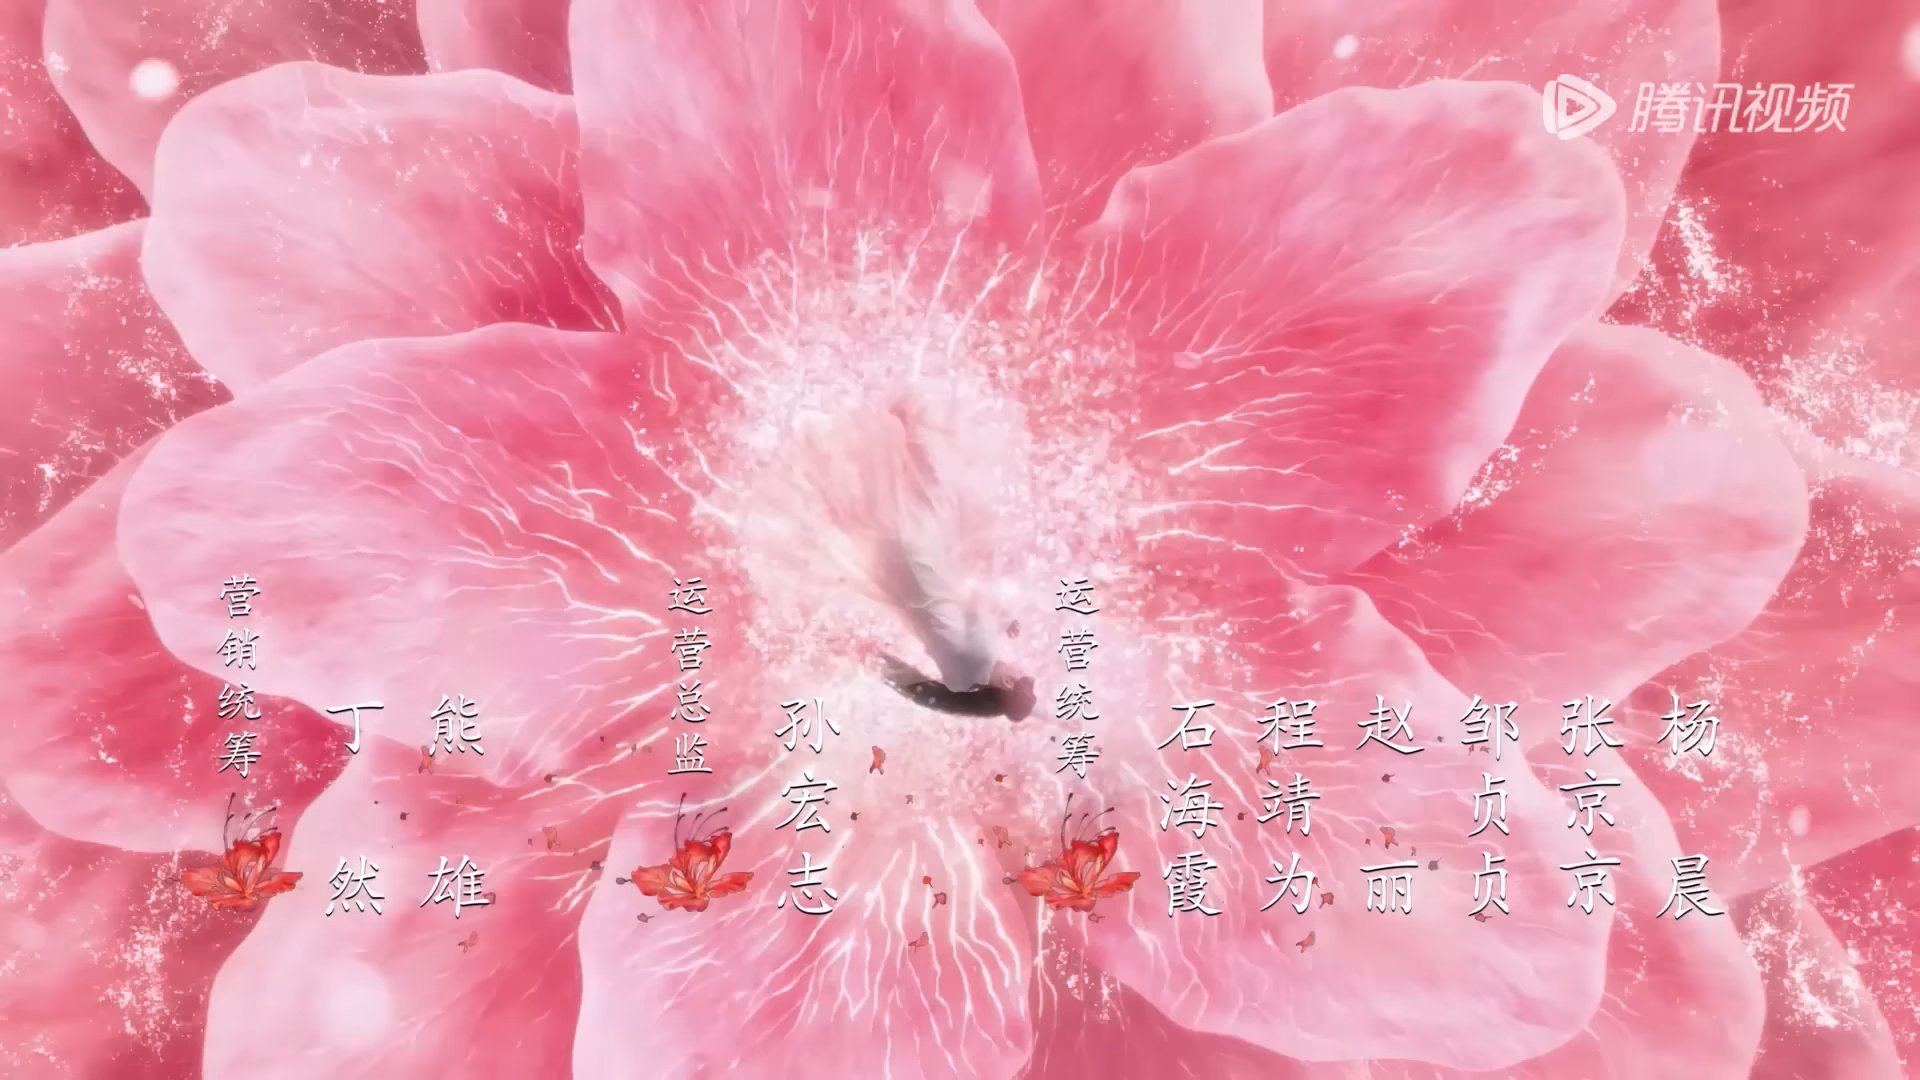 腾讯视频
营销统筹
丁然
熊雄
运营总监
孙宏志
运营统筹
石海霞
程靖为
赵丽
邹贞贞
张京京
杨晨